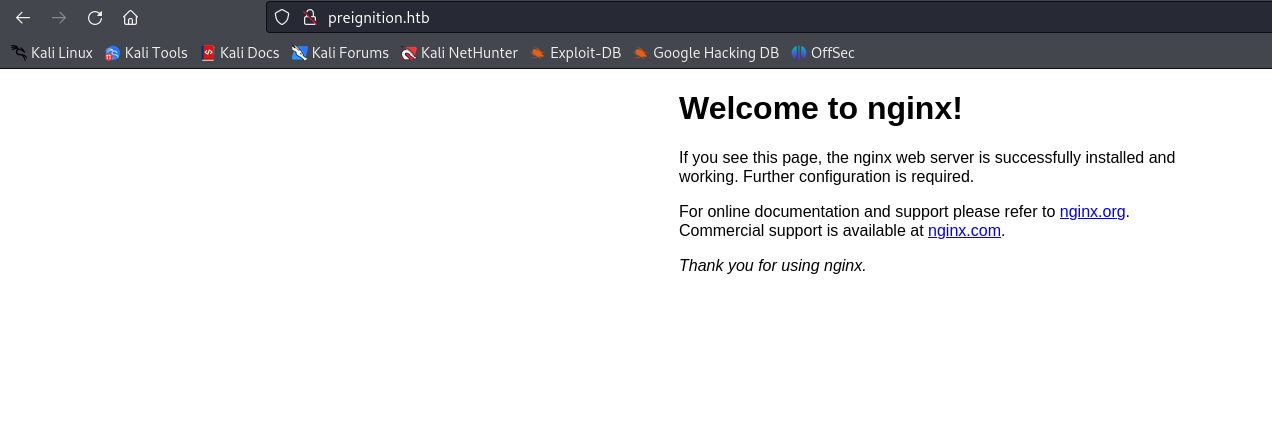 preignition.htb
Kali Linux Kali Tools Kali Docs Kali Forums Kali NetHunter Exploit-DB Google Hacking DB OffSec
Welcome to nginx!
If you see this page, the nginx web server is successfully installed and
working. Further configuration is required.
For online documentation and support please refer to nginx.org.
Commercial support is available at nginx.com.
Thank you for using nginx.